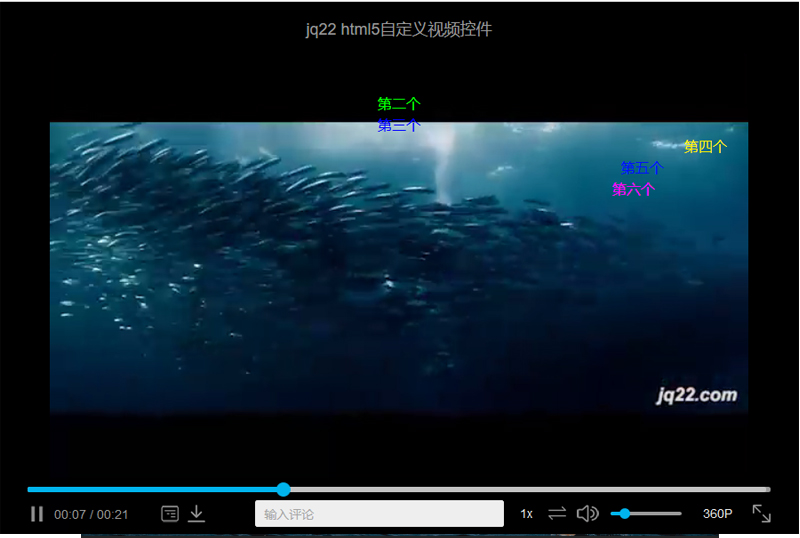 jq22 html5自定义视频控件
第二个
第三个
第四个
第五个
第六个
jq22.com
00:07 / 00:21
输入评论
1x
360P